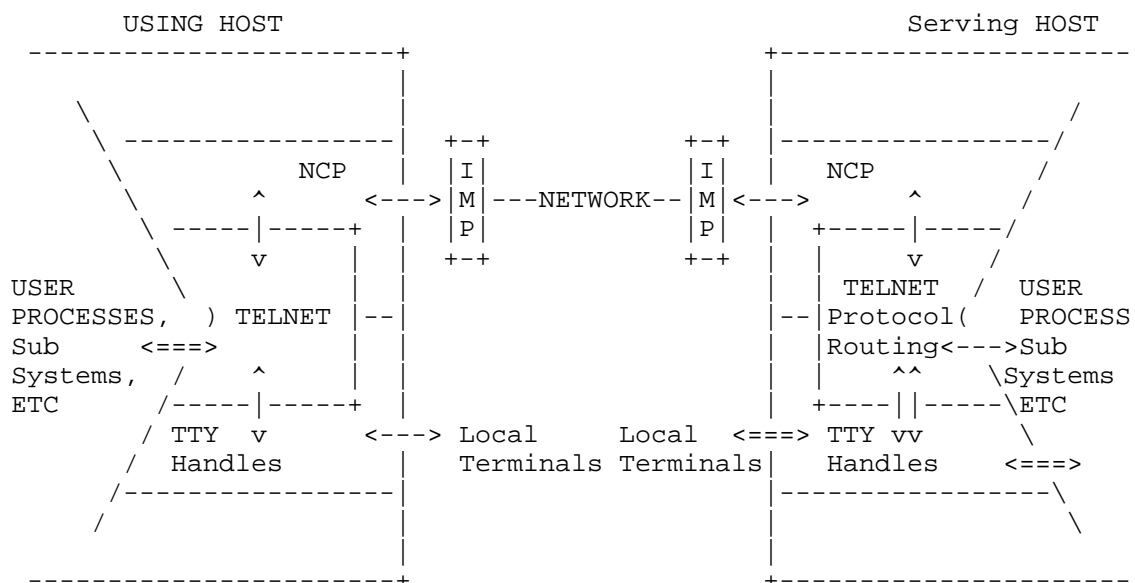 USING HOST Serving HOST
+-+ +-+
NCP |I| |I| NCP
<--->|M|---NETWORK--|M|<--->
|P| |P|
+-+ +-+
USER TELNET USER
PROCESSES, ) TELNET Protocol( PROCESS
Sub <===> Routing<--->Sub
Systems, Systems
ETC ETC
TTY <---> Local Local <===> TTY vv
Handles Terminals Terminals Handles <===>